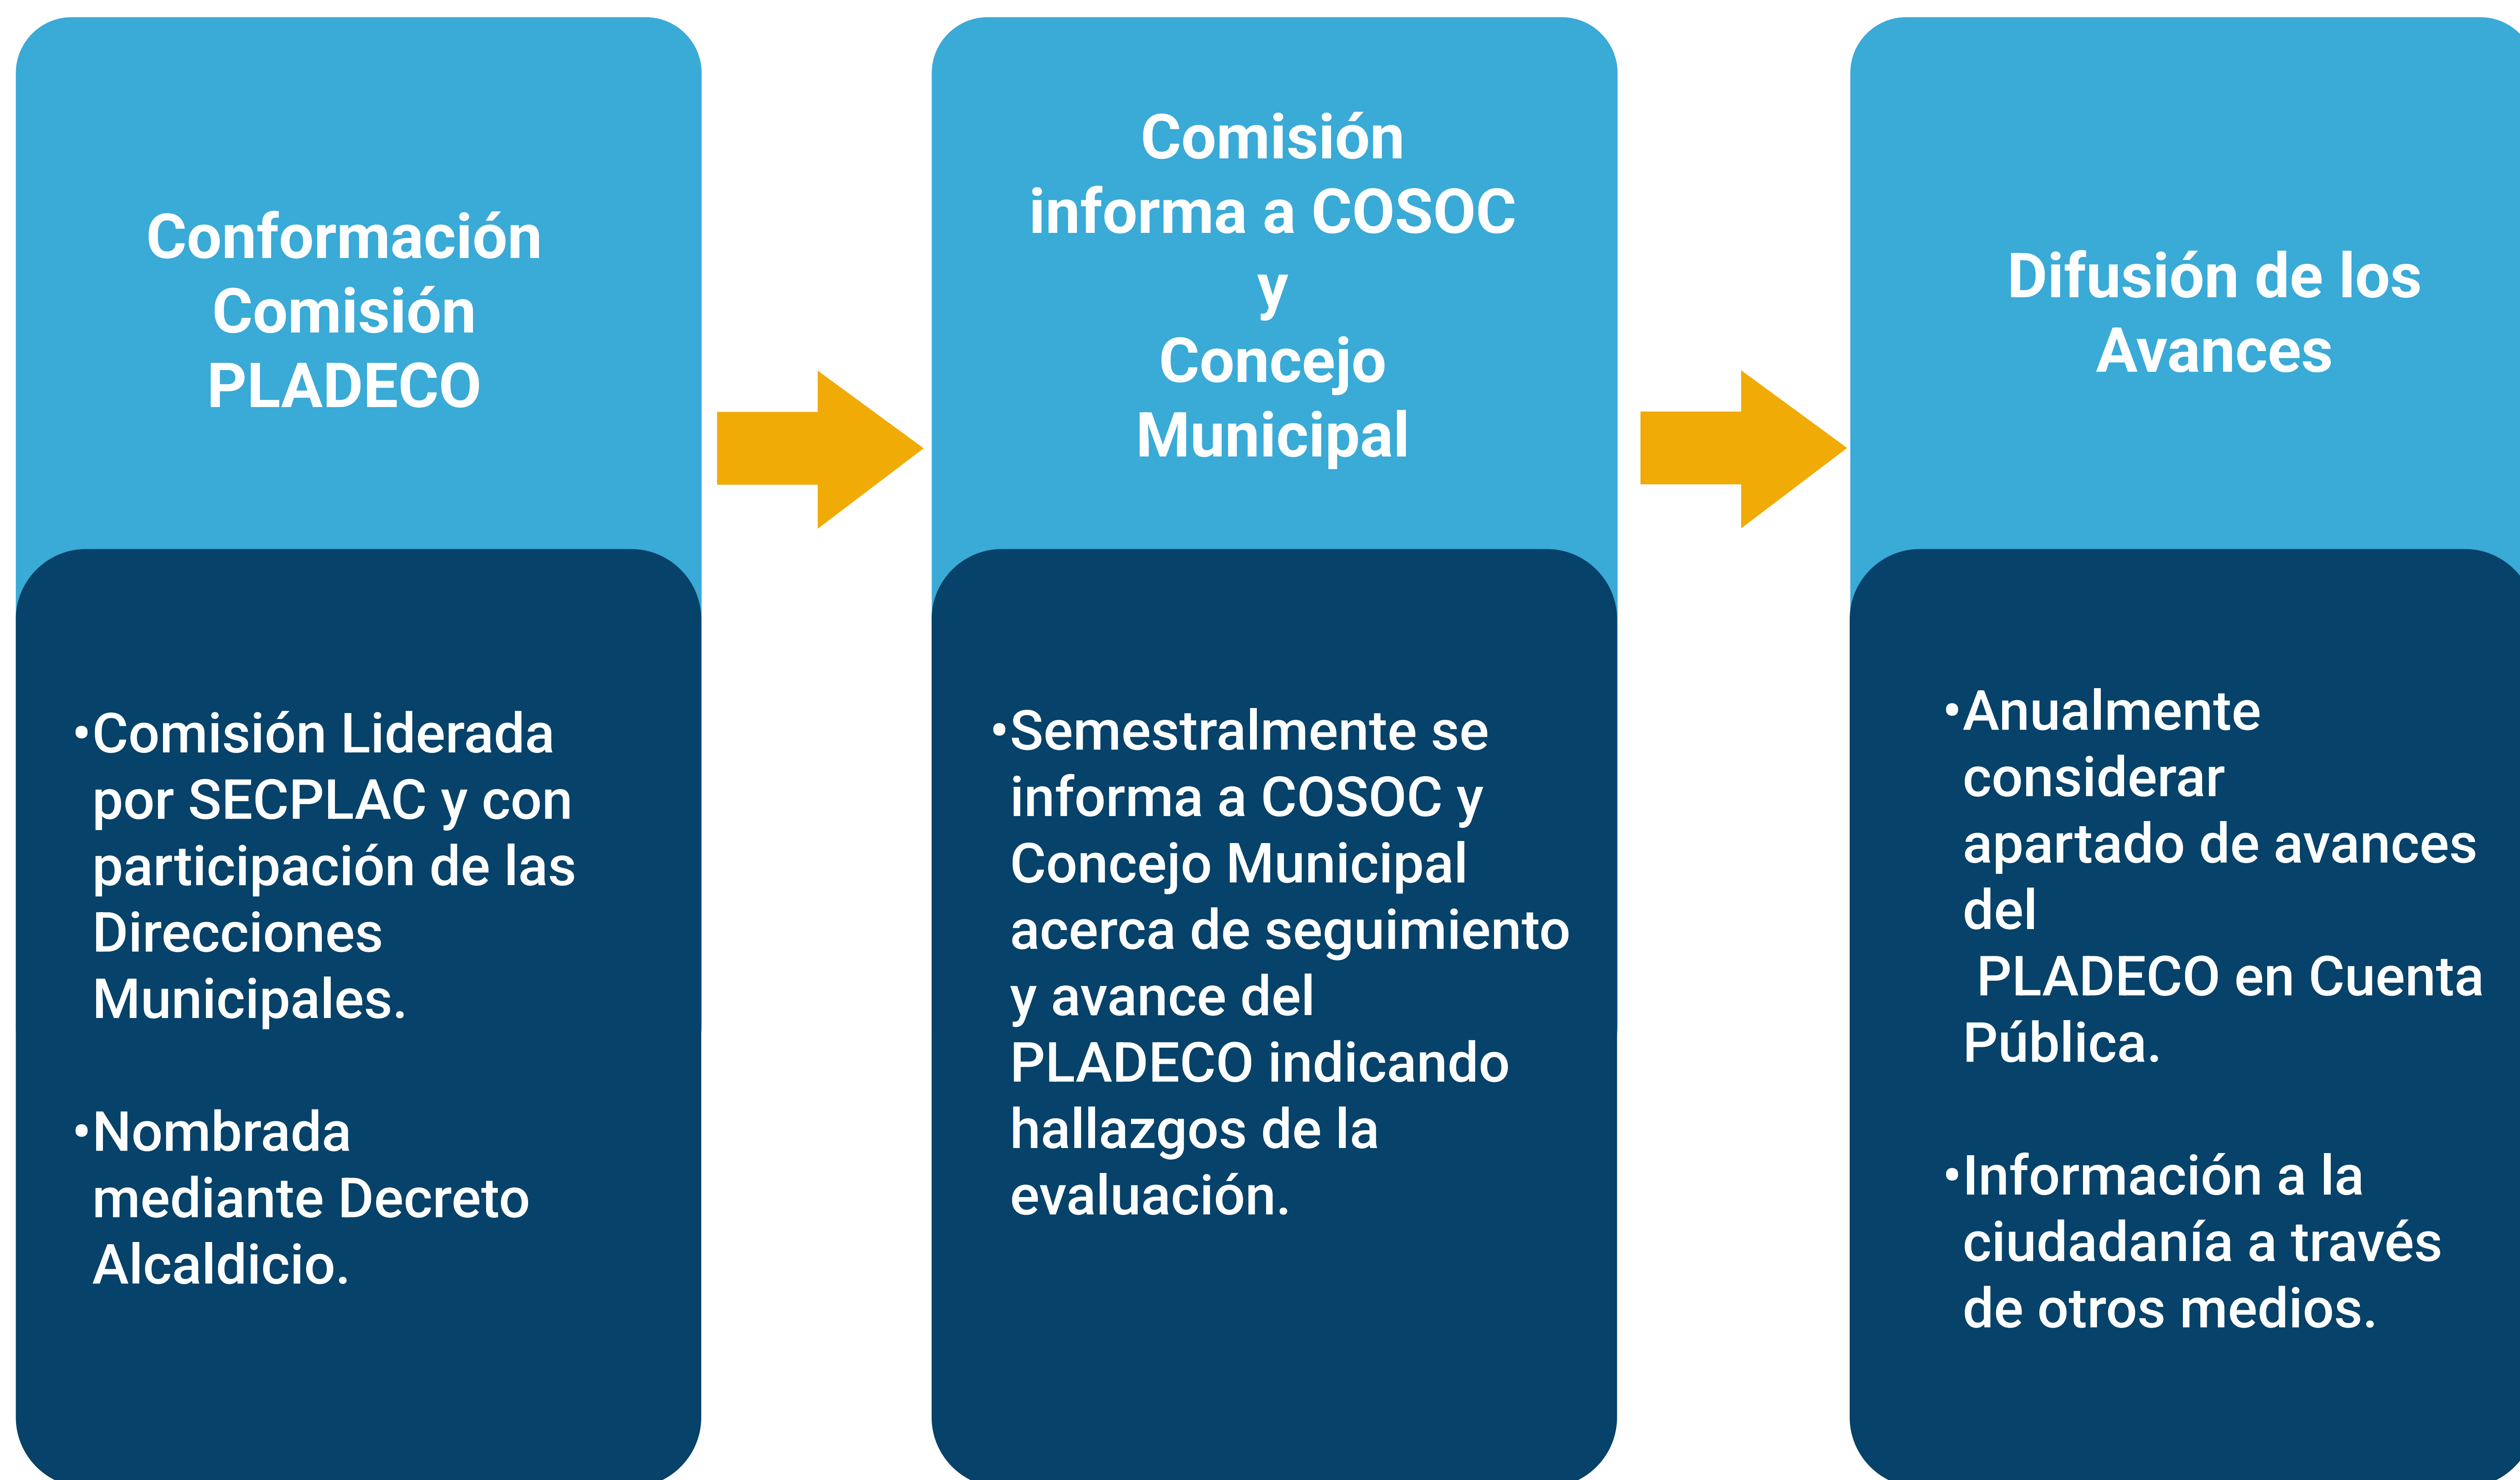 Conformación
Comisión
PLADECO
•Comisión Liderada
por SECPLAC y con
participación de las
Direcciones
Municipales.
•Nombrada
mediante Decreto
Alcaldicio.
Comisión
informa a COSOC
y
Concejo
Municipal
•Semestralmente se
informa a COSOC y
Concejo Municipal
acerca de seguimiento
y avance del
PLADECO indicando
hallazgos de la
evaluación.
Difusión de los
Avances
•Anualmente
considerar
apartado de avances
del
PLADECO en Cuenta
Pública.
•Información a la
ciudadanía a través
de otros medios.